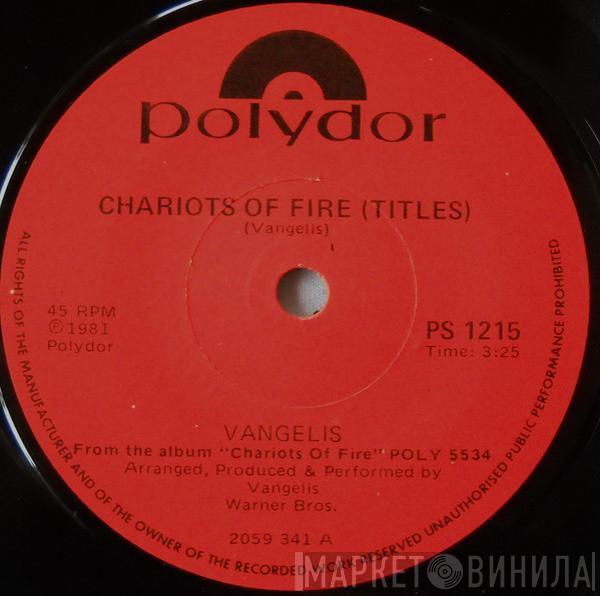 polydor
CHARIOTS OF FIRE (TITLES)
(Vangelis)
45 RPM
℗1981
Polydor
PS 1215
Time: 3:25
VANGELIS
From the album "Chariots Of Fire" POLY 5534
Arranged, Produced & Performed by
Vangelis
Warner Bros.
2059 341 A
ALL RIGHTS OF THE MANUFACTURER AND OF THE OWNER OF THE RECORDED WORK RESERVED UNAUTHORISED PUBLIC PERFORMANCE PROHIBITED
МАРКЕТ ВИНИЛА